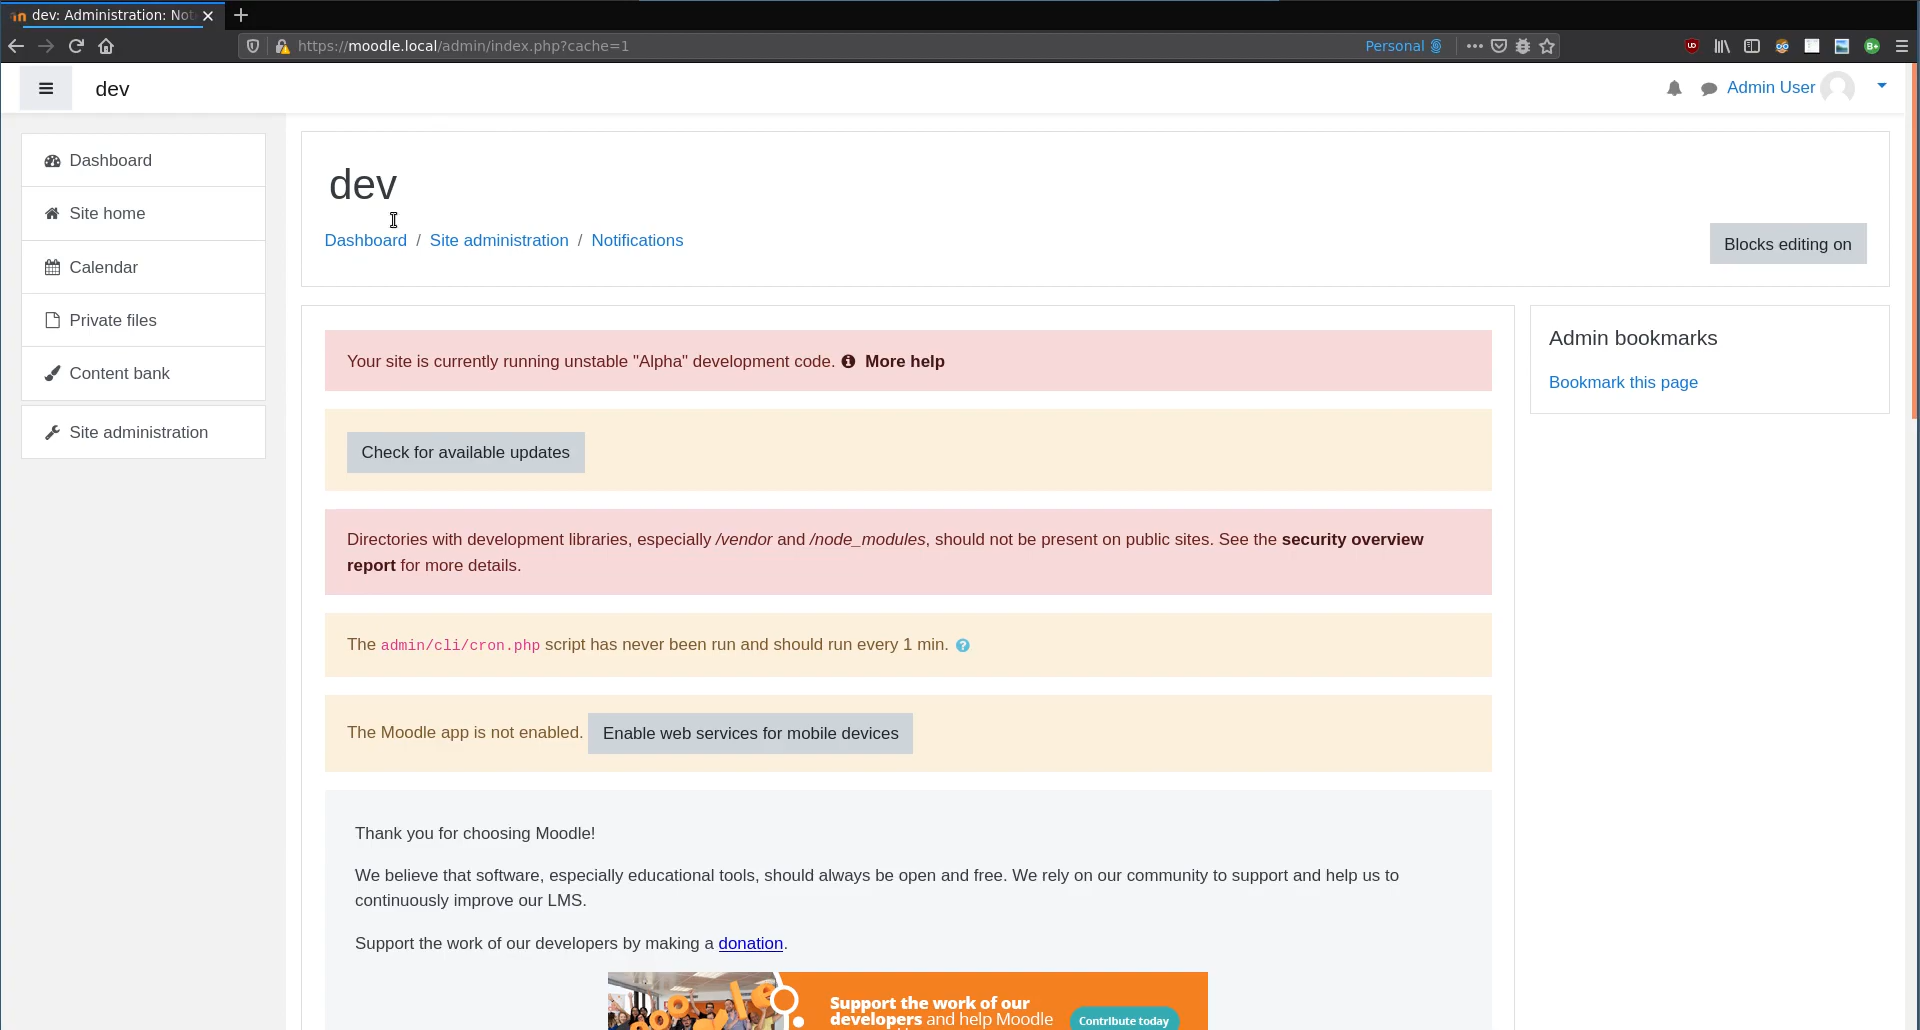 dev: Administration: Not
https://moodle.local/admin/index.php?cache=1
Personal
dev
Admin User
Dashboard
Site home
Calendar
Private files
Content bank
Site administration
dev
Dashboard / Site administration / Notifications
Blocks editing on
Your site is currently running unstable "Alpha" development code. More help
Check for available updates
Directories with development libraries, especially /vendor and /node_modules, should not be present on public sites. See the security overview
report for more details.
The admin/cli/cron.php script has never been run and should run every 1 min.
The Moodle app is not enabled. Enable web services for mobile devices
Thank you for choosing Moodle!
We believe that software, especially educational tools, should always be open and free. We rely on our community to support and help us to
continuously improve our LMS.
Support the work of our developers by making a donation.
Support the work of our
developers and help Moodle
Contribute today
Admin bookmarks
Bookmark this page